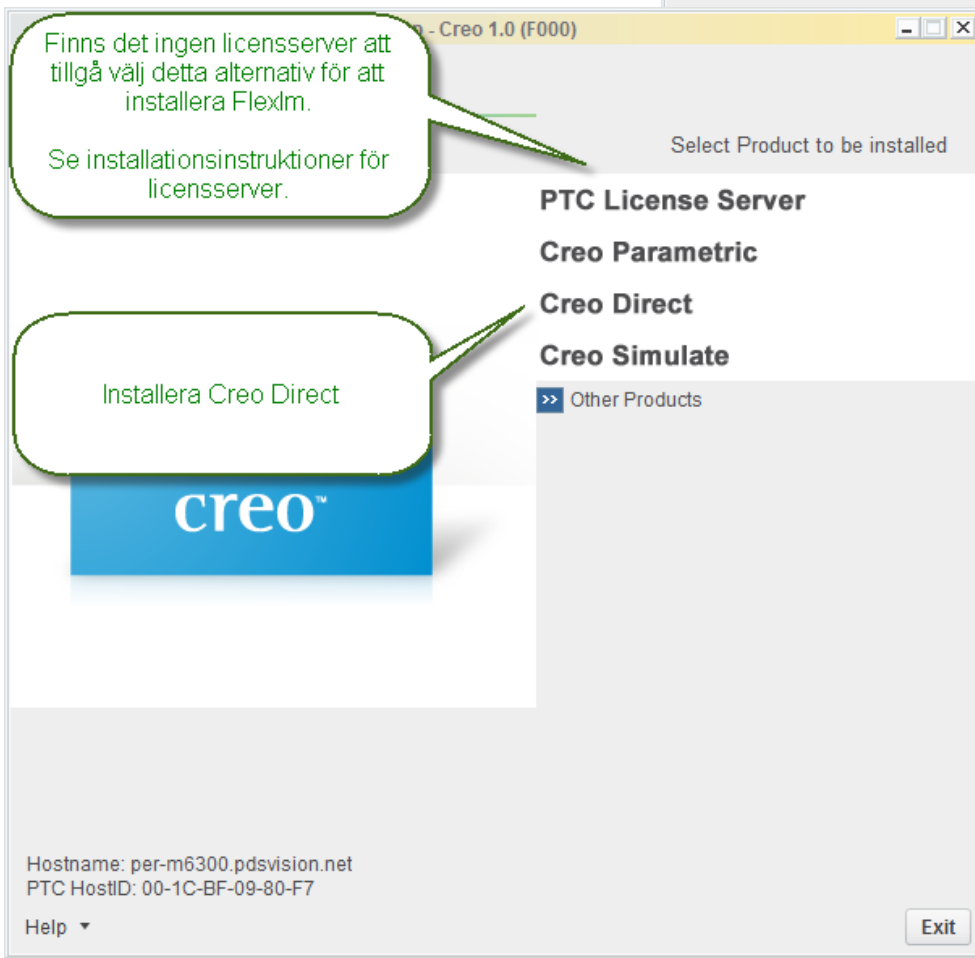 - Creo 1.0 (F000)
Finns det ingen licensserver att
tillgå välj detta alternativ för att
installera Flexlm.
Se installationsinstruktioner för
licensserver.
Select Product to be installed
PTC License Server
Creo Parametric
Creo Direct
Creo Simulate
Other Products
Installera Creo Direct
creo™
Hostname: per-m6300.pdsvision.net
PTC HostID: 00-1C-BF-09-80-F7
Help
Exit